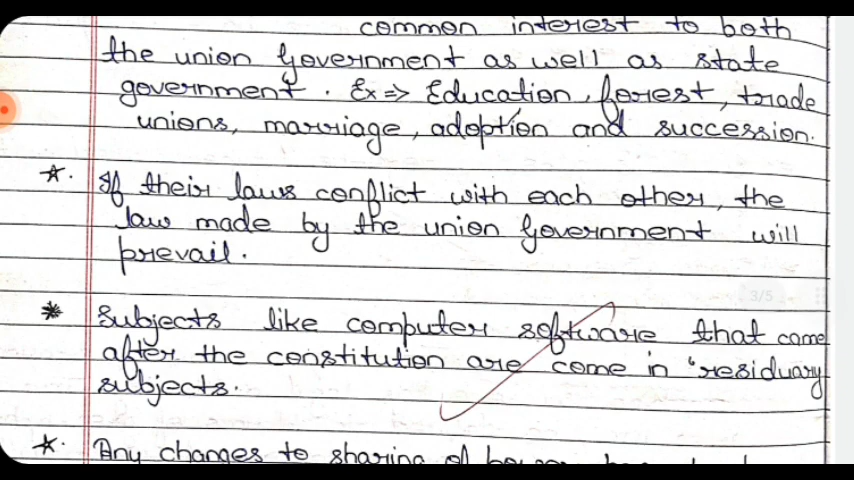 common interest to both
the union Government as well as state
government. Ex⇒ Education, forest, trade
unions, marriage, adoption and succession.
☆. If their laws conflict with each other, the
law made by the union Government will
prevail.
3/5
* Subjects like computer software that came
after the constitution are come in "residuary
subjects.
☆. Any changes to sharing of